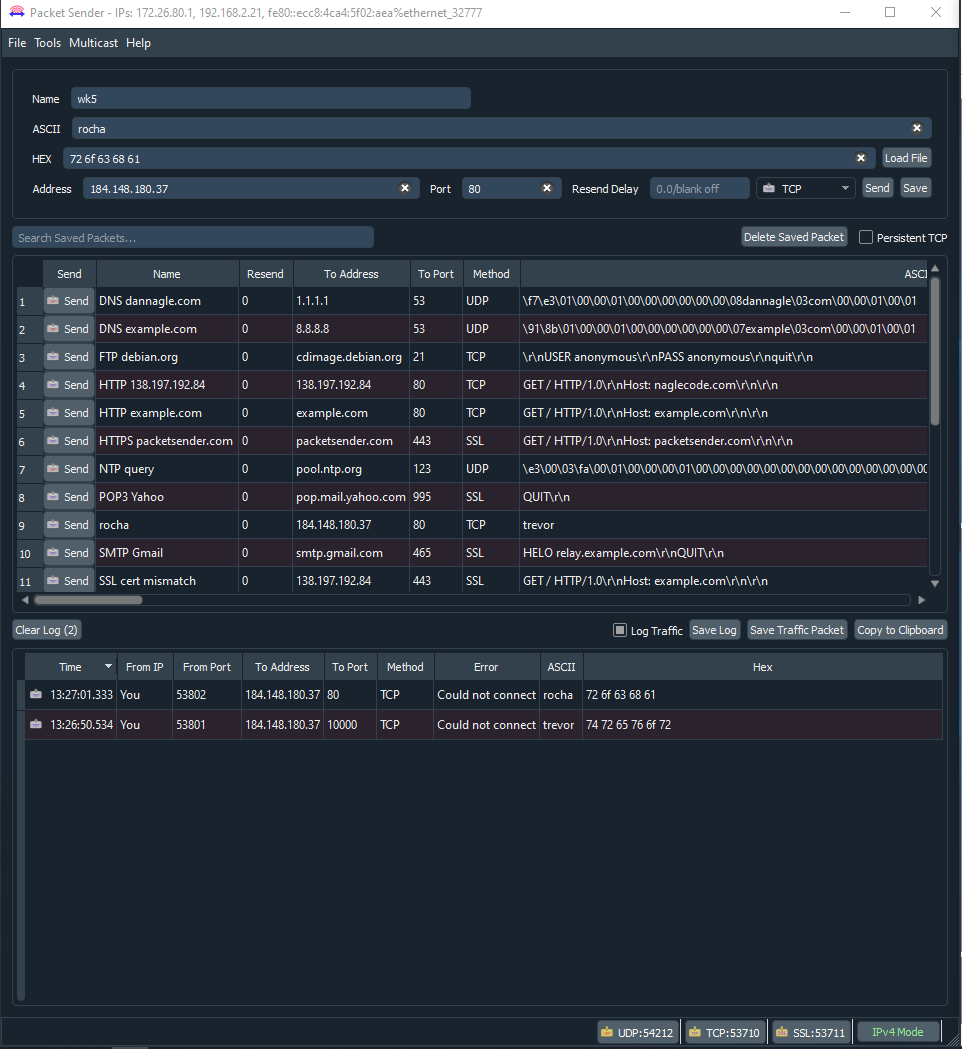 Packet Sender - IPs: 172.26.80.1, 192.168.2.21, fe80::ecc8:4ca4:5f02:aea%ethernet_32777
File Tools Multicast Help
Name wk5
ASCII rocha
HEX 72 6f 63 68 61 Load File
Address 184.148.180.37 Port 80 Resend Delay 0.0/blank off TCP Send Save
Search Saved Packets... Delete Saved Packet Persistent TCP
Send Name Resend To Address To Port Method ASCI
1 Send DNS dannagle.com 0 1.1.1.1 53 UDP \f7\e3\01\00\00\01\00\00\00\00\00\00\08dannagle\03com\00\00\01\00\01
2 Send DNS example.com 0 8.8.8.8 53 UDP \91\8b\01\00\00\01\00\00\00\00\00\00\07example\03com\00\00\01\00\01
3 Send FTP debian.org 0 cdimage.debian.org 21 TCP \r\nUSER anonymous\r\nPASS anonymous\r\nquit\r\n
4 Send HTTP 138.197.192.84 0 138.197.192.84 80 TCP GET / HTTP/1.0\r\nHost: naglecode.com\r\n\r\n
5 Send HTTP example.com 0 example.com 80 TCP GET / HTTP/1.0\r\nHost: example.com\r\n\r\n
6 Send HTTPS packetsender.com 0 packetsender.com 443 SSL GET / HTTP/1.0\r\nHost: packetsender.com\r\n\r\n
7 Send NTP query 0 pool.ntp.org 123 UDP \e3\00\03\fa\00\01\00\00\00\01\00\00\00\00\00\00\00\00\00\00\00\00\00\00
8 Send POP3 Yahoo 0 pop.mail.yahoo.com 995 SSL QUIT\r\n
9 Send rocha 0 184.148.180.37 80 TCP trevor
10 Send SMTP Gmail 0 smtp.gmail.com 465 SSL HELO relay.example.com\r\nQUIT\r\n
11 Send SSL cert mismatch 0 138.197.192.84 443 SSL GET / HTTP/1.0\r\nHost: example.com\r\n\r\n
Clear Log (2) Log Traffic Save Log Save Traffic Packet Copy to Clipboard
Time From IP From Port To Address To Port Method Error ASCII Hex
13:27:01.333 You 53802 184.148.180.37 80 TCP Could not connect rocha 72 6f 63 68 61
13:26:50.534 You 53801 184.148.180.37 10000 TCP Could not connect trevor 74 72 65 76 6f 72
UDP:54212 TCP:53710 SSL:53711 IPv4 Mode